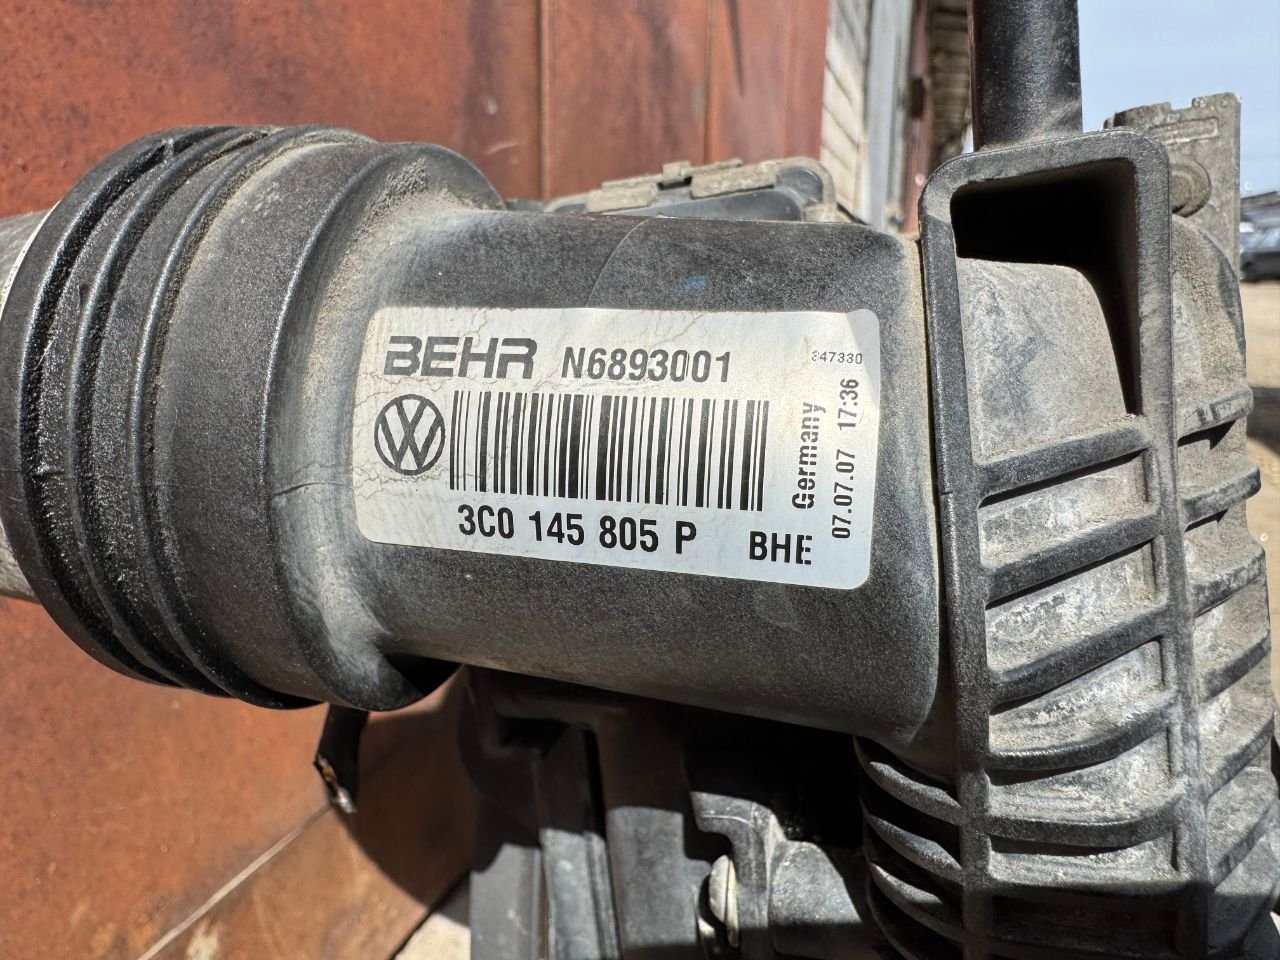 BEHR N6893001
347330
Germany
07.07.07 17:36
3C0 145 805 P BHE